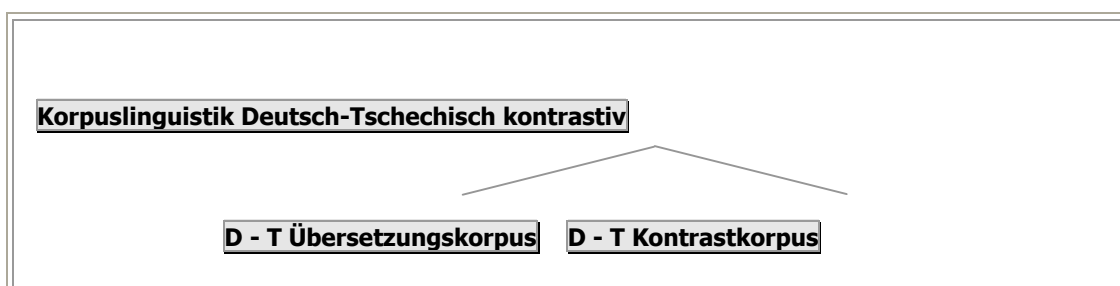 Korpuslinguistik Deutsch-Tschechisch kontrastiv
D - T Übersetzungskorpus D - T Kontrastkorpus